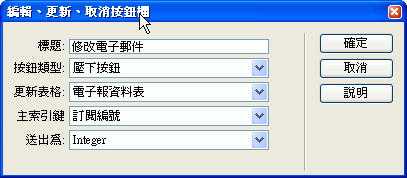 編輯、更新、取消按鈕欄
標題: 修改電子郵件
按鈕類型: 壓下按鈕
更新表格: 電子報資料表
主索引鍵 訂閱編號
送出為: Integer
確定
取消
說明